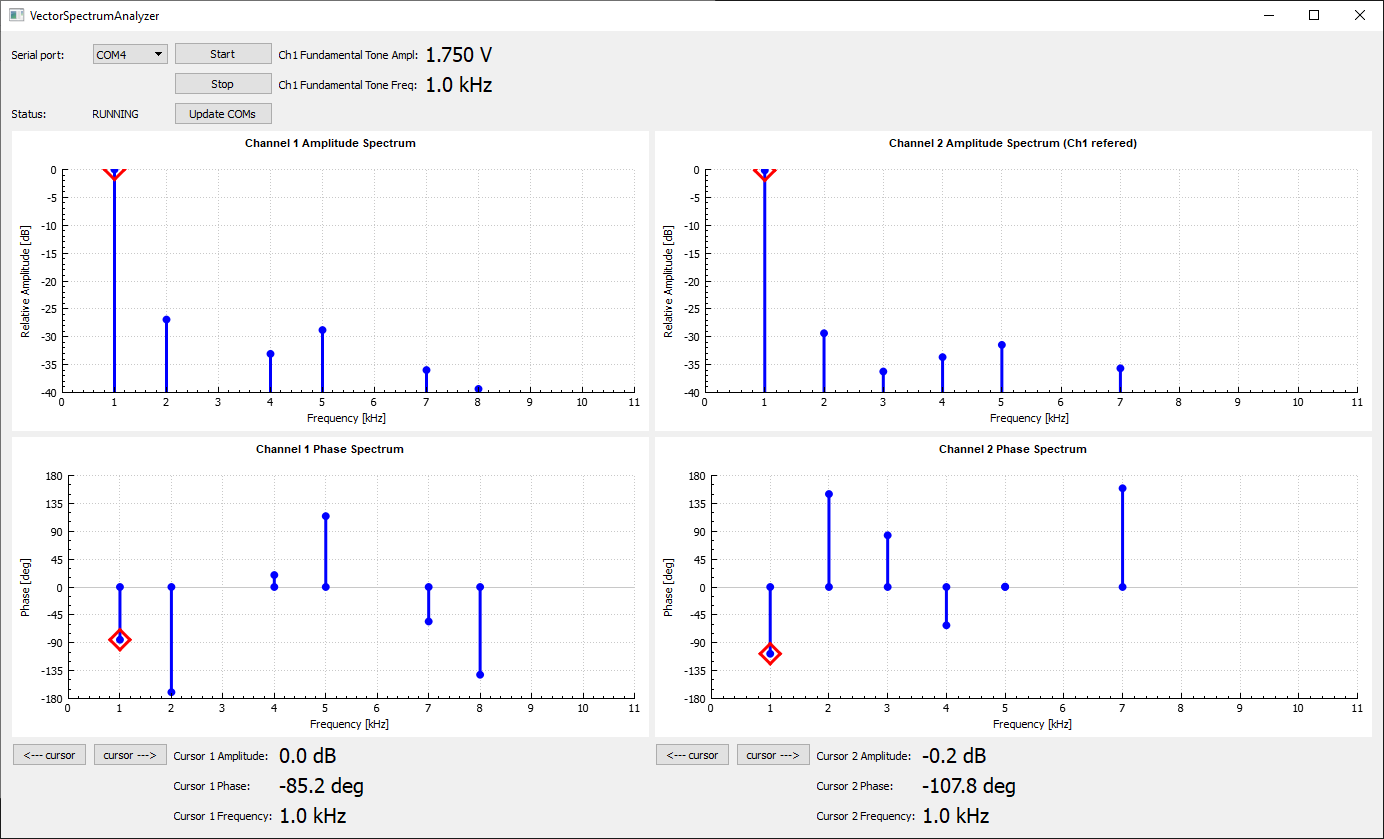 VectorSpectrumAnalyzer
Serial port: COM4 Start Ch1 Fundamental Tone Ampl: 1.750 V
Stop Ch1 Fundamental Tone Freq: 1.0 kHz
Status: RUNNING Update COMs
Channel 1 Amplitude Spectrum
0
-5
-10
-15
-20
-25
-30
-35
-40
Relative Amplitude [dB]
0 1 2 3 4 5 6 7 8 9 10 11
Frequency [kHz]
Channel 2 Amplitude Spectrum (Ch1 refered)
0
-5
-10
-15
-20
-25
-30
-35
-40
Relative Amplitude [dB]
0 1 2 3 4 5 6 7 8 9 10 11
Frequency [kHz]
Channel 1 Phase Spectrum
180
135
90
45
0
-45
-90
-135
-180
Phase [deg]
0 1 2 3 4 5 6 7 8 9 10 11
Frequency [kHz]
Channel 2 Phase Spectrum
180
135
90
45
0
-45
-90
-135
-180
Phase [deg]
0 1 2 3 4 5 6 7 8 9 10 11
Frequency [kHz]
<--- cursor cursor ---> Cursor 1 Amplitude: 0.0 dB
Cursor 1 Phase: -85.2 deg
Cursor 1 Frequency: 1.0 kHz
<--- cursor cursor ---> Cursor 2 Amplitude: -0.2 dB
Cursor 2 Phase: -107.8 deg
Cursor 2 Frequency: 1.0 kHz